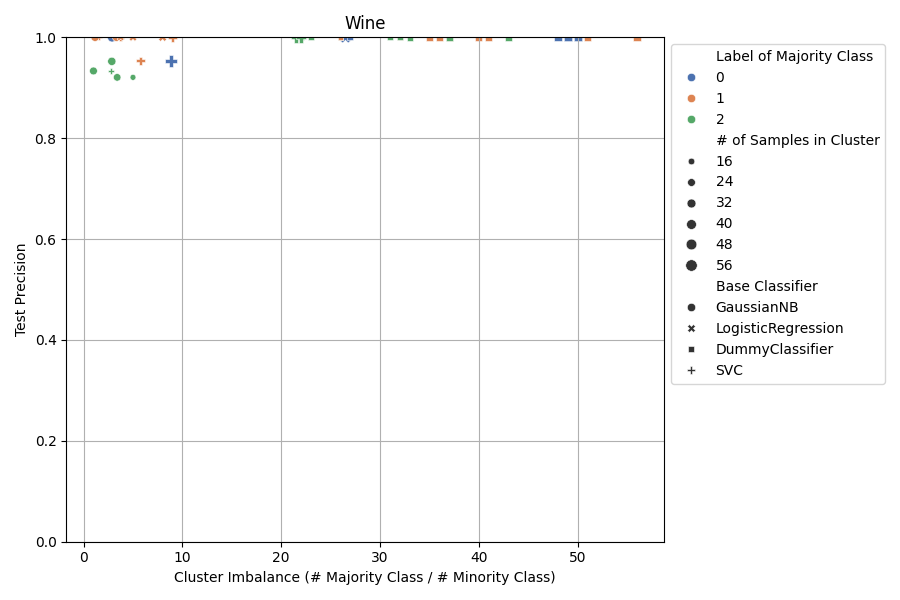 Wine
Test Precision
1.0
0.8
0.6
0.4
0.2
0.0
0
10
20
30
40
50
Cluster Imbalance (# Majority Class / # Minority Class)
Label of Majority Class
0
1
2
# of Samples in Cluster
16
24
32
40
48
56
Base Classifier
GaussianNB
LogisticRegression
DummyClassifier
SVC